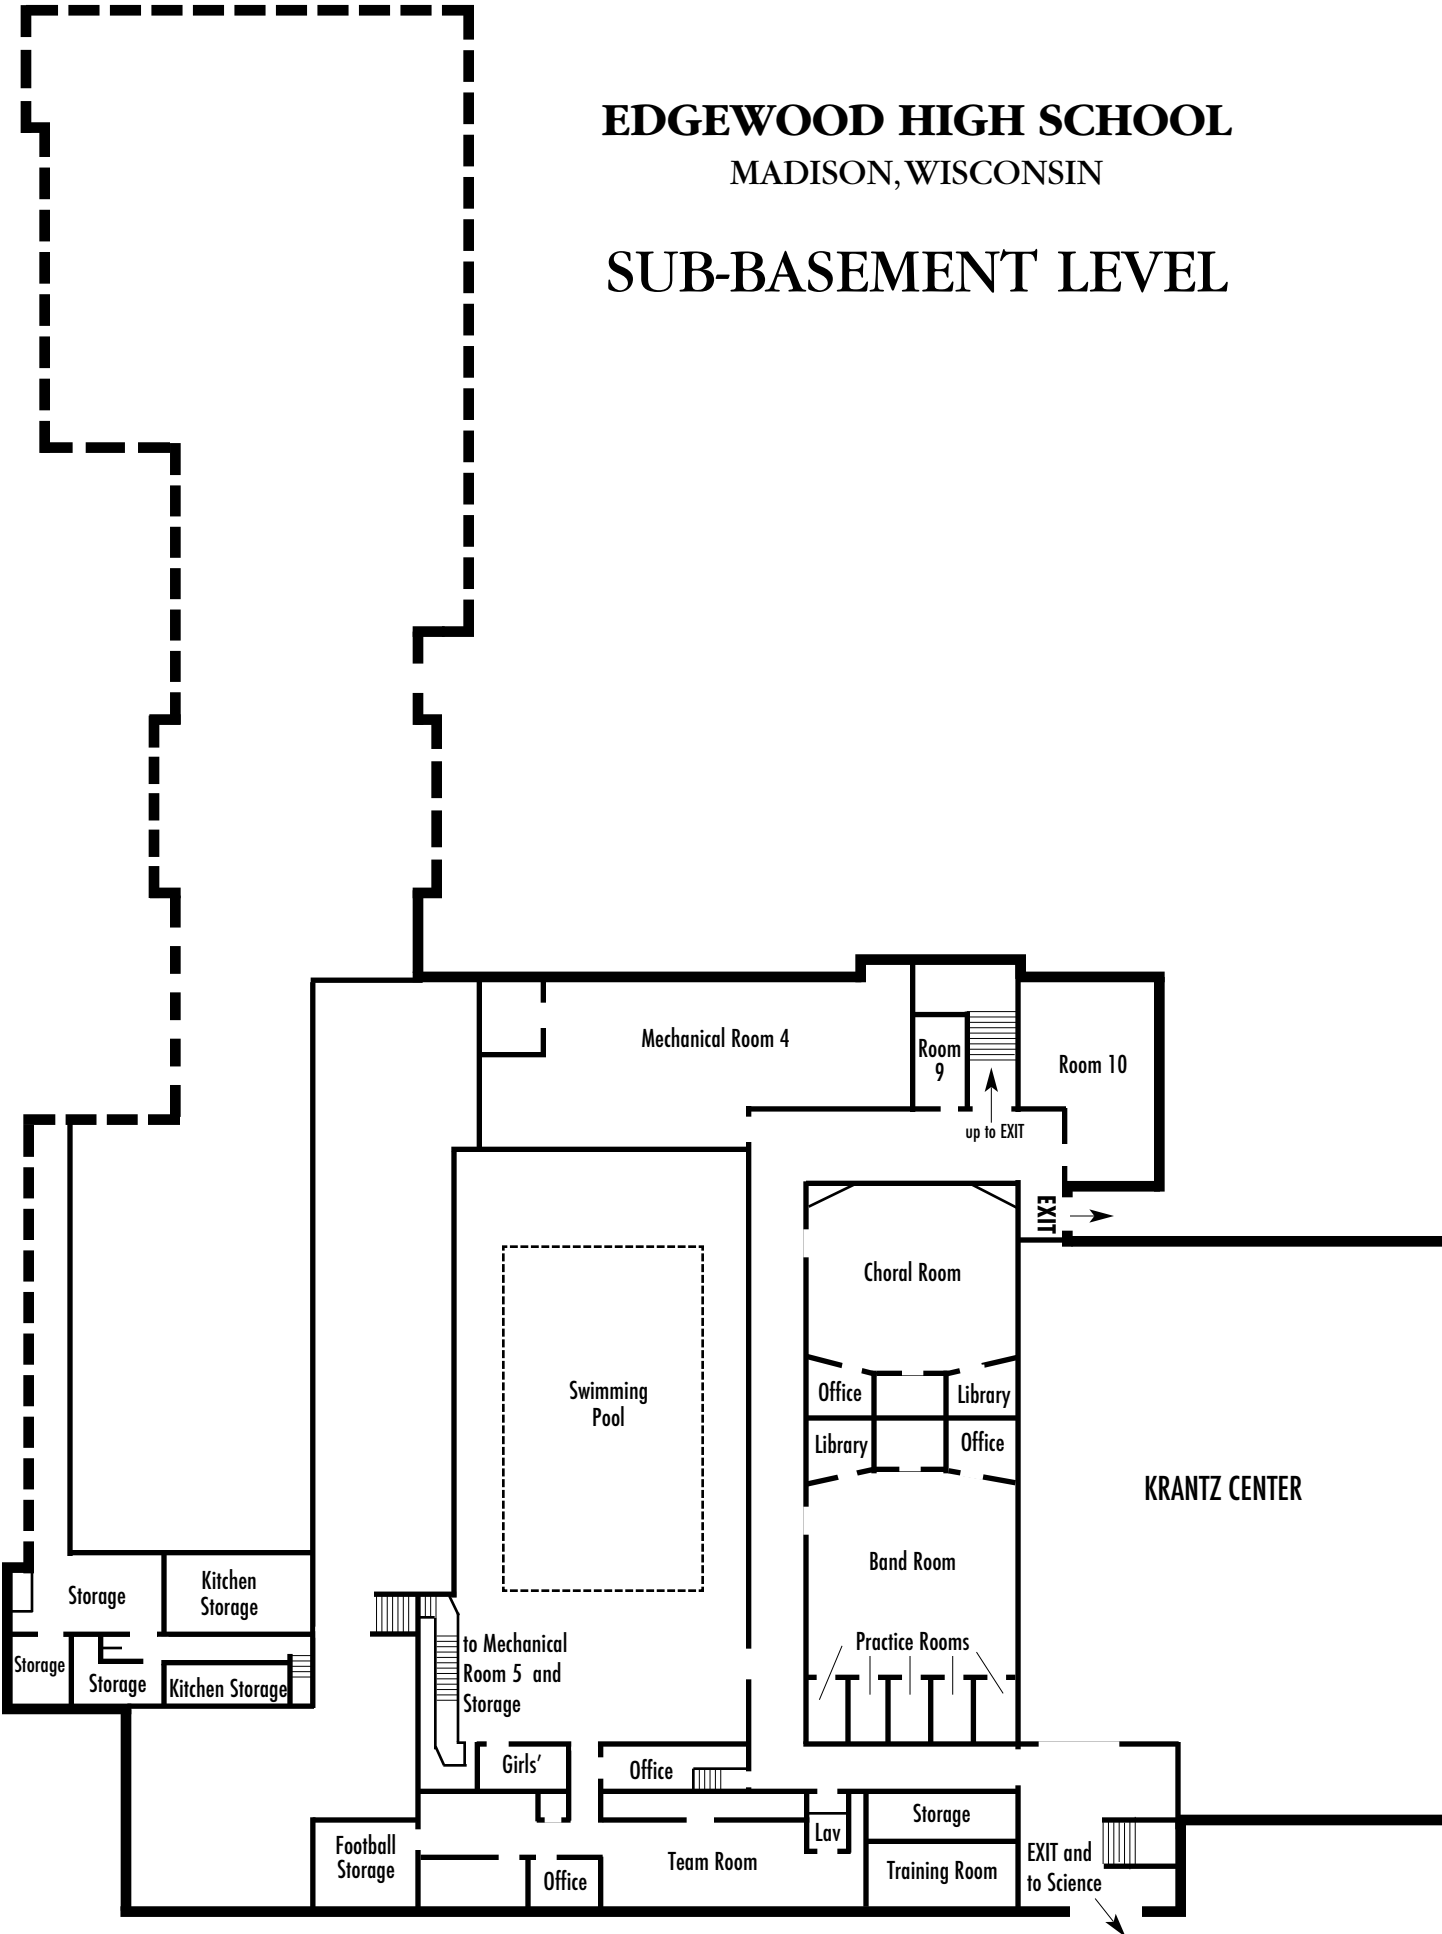 EDGEWOOD HIGH SCHOOL
MADISON, WISCONSIN
SUB-BASEMENT LEVEL
Mechanical Room 4
Room
9
Room 10
up to EXIT
EXIT
Choral Room
Office
Library
Library
Office
Swimming
Pool
KRANTZ CENTER
Band Room
Practice Rooms
Storage
Kitchen
Storage
Storage
Storage
Kitchen Storage
to Mechanical
Room 5 and
Storage
Girls'
Office
Football
Storage
Office
Team Room
Lav
Storage
Training Room
EXIT and
to Science